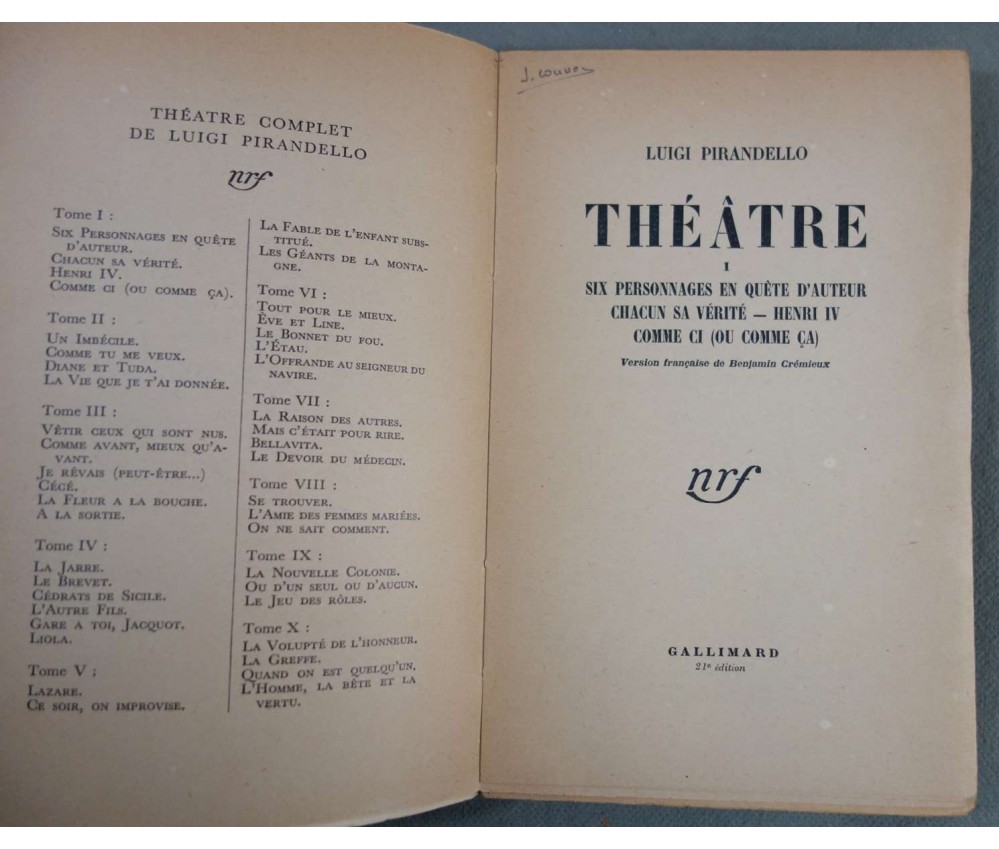 THÉATRE COMPLET
DE LUIGI PIRANDELLO
nrf
Tome I :
SIX PERSONNAGES EN QUÊTE
D'AUTEUR.
CHACUN SA VÉRITÉ.
HENRI IV.
COMME CI (OU COMME ÇA).
Tome II :
UN IMBÉCILE.
COMME TU ME VEUX.
DIANE ET TUDA.
LA VIE QUE JE T'AI DONNÉE.
Tome III :
VÊTIR CEUX QUI SONT NUS.
COMME AVANT, MIEUX QU'A-
VANT.
JE RÊVAIS (PEUT-ÊTRE...)
CÉCÉ.
LA FLEUR A LA BOUCHE.
A LA SORTIE.
Tome IV :
LA JARRE.
LE BREVET.
CÉDRATS DE SICILE.
L'AUTRE FILS.
GARE A TOI, JACQUOT.
LIOLA.
Tome V :
LAZARE.
CE SOIR, ON IMPROVISE.
LA FABLE DE L'ENFANT SUBS-
TITUÉ.
LES GÉANTS DE LA MONTA-
GNE.
Tome VI :
TOUT POUR LE MIEUX.
ÈVE ET LINE.
LE BONNET DU FOU.
L'ÉTAU.
L'OFFRANDE AU SEIGNEUR DU
NAVIRE.
Tome VII :
LA RAISON DES AUTRES.
MAIS C'ÉTAIT POUR RIRE.
BELLAVITA.
LE DEVOIR DU MÉDECIN.
Tome VIII :
SE TROUVER.
L'AMIE DES FEMMES MARIÉES.
ON NE SAIT COMMENT.
Tome IX :
LA NOUVELLE COLONIE.
OU D'UN SEUL OU D'AUCUN.
LE JEU DES RÔLES.
Tome X :
LA VOLUPTÉ DE L'HONNEUR.
LA GREFFE.
QUAND ON EST QUELQU'UN.
L'HOMME, LA BÊTE ET LA
VERTU.
J.
LUIGI PIRANDELLO
THÉÂTRE
I
SIX PERSONNAGES EN QUÊTE D'AUTEUR
CHACUN SA VÉRITÉ — HENRI IV
COMME CI (OU COMME ÇA)
Version française de Benjamin Crémieux
nrf
GALLIMARD
21e édition